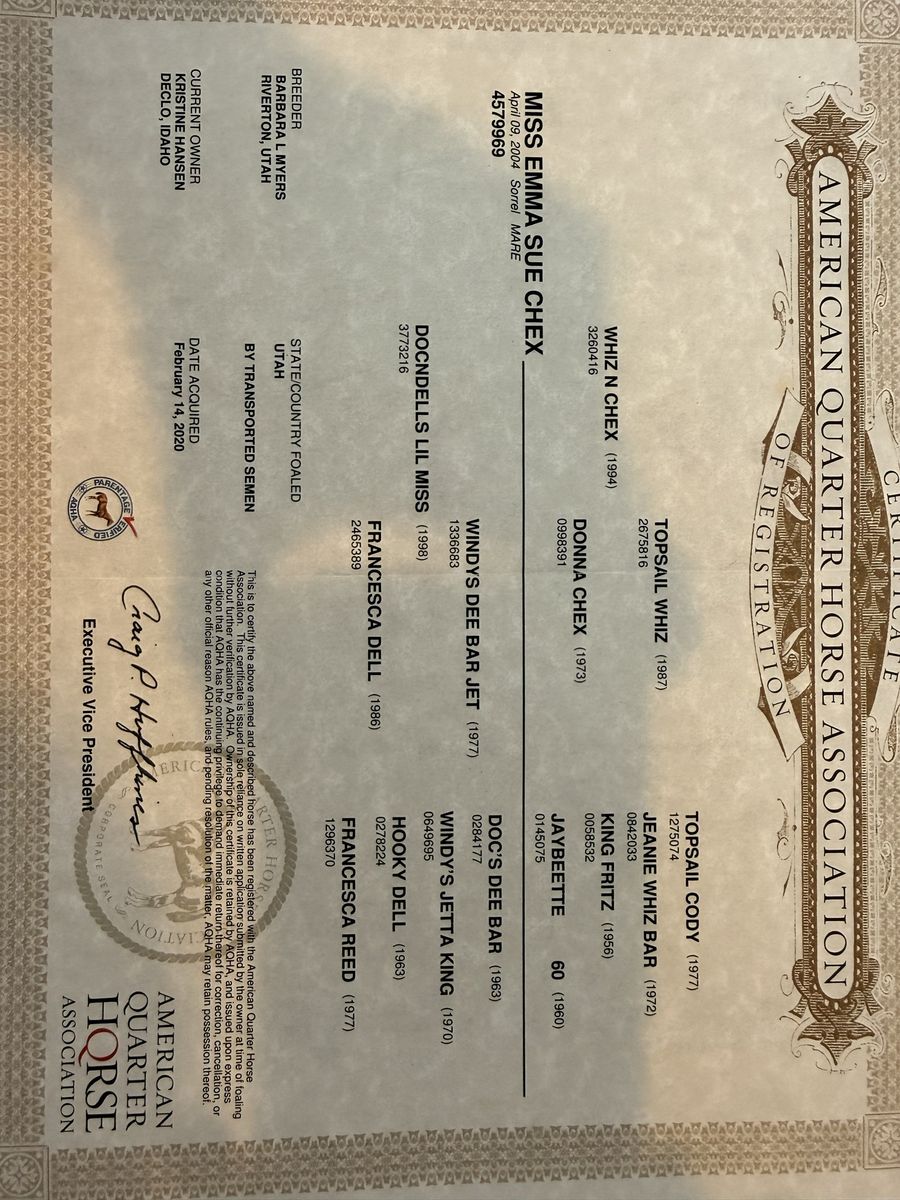 CERTIFICATE
AMERICAN QUARTER HORSE ASSOCIATION
OF REGISTRATION
TOPSAIL CODY (1977)
1275074
TOPSAIL WHIZ (1987)
2675816
JEANIE WHIZ BAR (1972)
0842033
WHIZ N CHEX (1994)
3260416
KING FRITZ (1956)
0058532
DONNA CHEX (1973)
0998391
JAYBEETTE 60 (1960)
0145075
MISS EMMA SUE CHEX
April 09, 2004 Sorrel MARE
4579969
DOC'S DEE BAR (1963)
0284177
WINDYS DEE BAR JET (1977)
1336683
WINDY'S JETTA KING (1970)
0649695
DOCNDELLS LIL MISS (1998)
3773216
HOOKY DELL (1963)
0278224
FRANCESCA DELL (1986)
2465389
FRANCESCA REED (1977)
1296370
BREEDER
BARBARA L MYERS
RIVERTON, UTAH
STATE/COUNTRY FOALED
UTAH
BY TRANSPORTED SEMEN
CURRENT OWNER
KRISTINE HANSEN
DECLO, IDAHO
DATE ACQUIRED
February 14, 2020
This is to certify the above named and described horse has been registered with the American Quarter Horse
Association. This certificate is issued in sole reliance on written application submitted by the owner at time of foaling
without further verification by AQHA. Ownership of this certificate is retained by AQHA, and issued upon express
condition that AQHA has the continuing privilege to demand immediate return thereof for correction, cancellation, or
any other official reason AQHA rules, and pending resolution of the matter, AQHA may retain possession thereof.
PARENTAGE VERIFIED
AQHA
Craig P. Huffhines
Executive Vice President
AMERICAN QUARTER HORSE ASSOCIATION
CORPORATE SEAL
AMERICAN
QUARTER
HORSE
ASSOCIATION